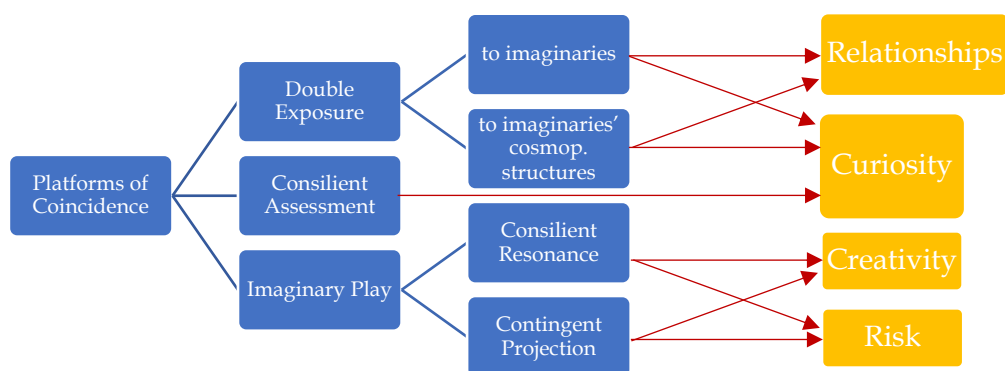 Platforms of
Coincidence
Double
Exposure
Consilient
Assessment
Imaginary Play
to imaginaries
to imaginaries’
cosmop.
structures
Consilient
Resonance
Contingent
Projection
Relationships
Curiosity
Creativity
Risk